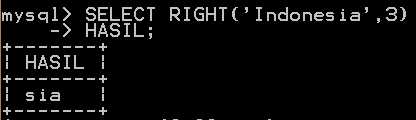 mysql> SELECT RIGHT('Indonesia',3)
    -> HASIL;
+-------+
| HASIL |
+-------+
| sia   |
+-------+